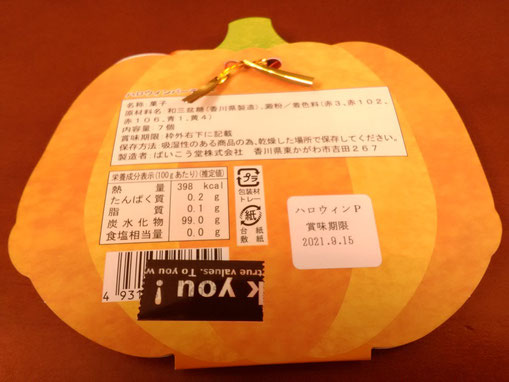 名称 菓子
原材料名:和三盆糖(香川県製造)、澱粉/着色料(赤3、赤102、
赤106、青1、黄4)
内容量:7個
賞味期限:枠外右下に記載
保存方法:吸湿性のある商品の為、乾燥した場所で保存してください。
製造者:ばいこう堂株式会社 香川県東かがわ市吉田267
栄養成分表示(100gあたり)(推定値)
熱量 398 kcal
たんぱく質 0.2 g
脂質 0.1 g
炭水化物 99.0 g
食塩相当量 0.0 g
プラ
包装材
トレー
紙
台紙
敷紙
ハロウィンP
賞味期限
2021.9.15
true values. To you w
k you!
4931